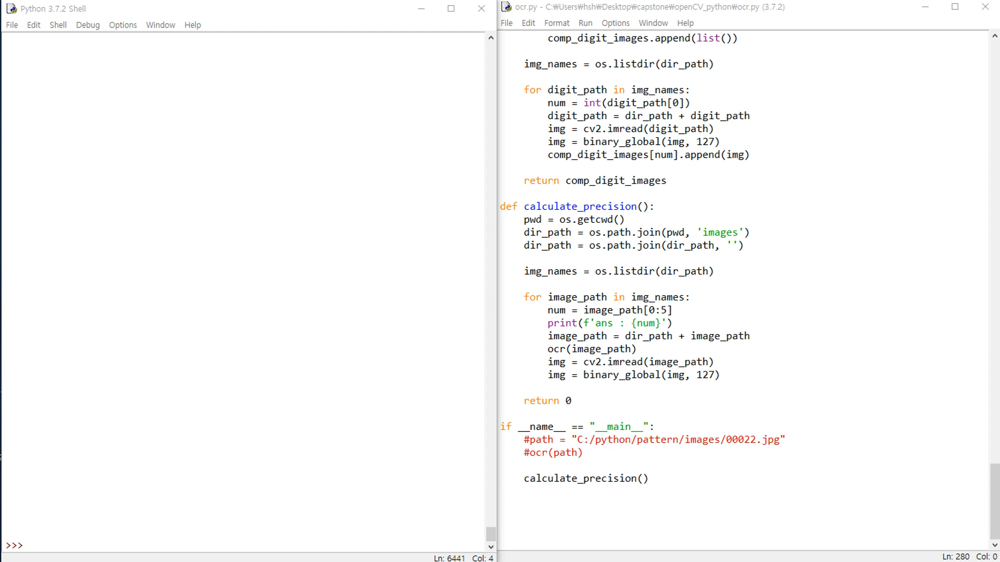 Python 3.7.2 Shell
File Edit Shell Debug Options Window Help
>>>
Ln: 6441 Col: 4
ocr.py - C:₩Users₩hsh₩Desktop₩capstone₩openCV_python₩ocr.py (3.7.2)
File Edit Format Run Options Window Help
        comp_digit_images.append(list())
    img_names = os.listdir(dir_path)
    for digit_path in img_names:
        num = int(digit_path[0])
        digit_path = dir_path + digit_path
        img = cv2.imread(digit_path)
        img = binary_global(img, 127)
        comp_digit_images[num].append(img)
    return comp_digit_images
def calculate_precision():
    pwd = os.getcwd()
    dir_path = os.path.join(pwd, 'images')
    dir_path = os.path.join(dir_path, '')
    img_names = os.listdir(dir_path)
    for image_path in img_names:
        num = image_path[0:5]
        print(f'ans : {num}')
        image_path = dir_path + image_path
        ocr(image_path)
        img = cv2.imread(image_path)
        img = binary_global(img, 127)
    return 0
if __name__ == "__main__":
    #path = "C:/python/pattern/images/00022.jpg"
    #ocr(path)
    calculate_precision()
Ln: 280 Col: 0